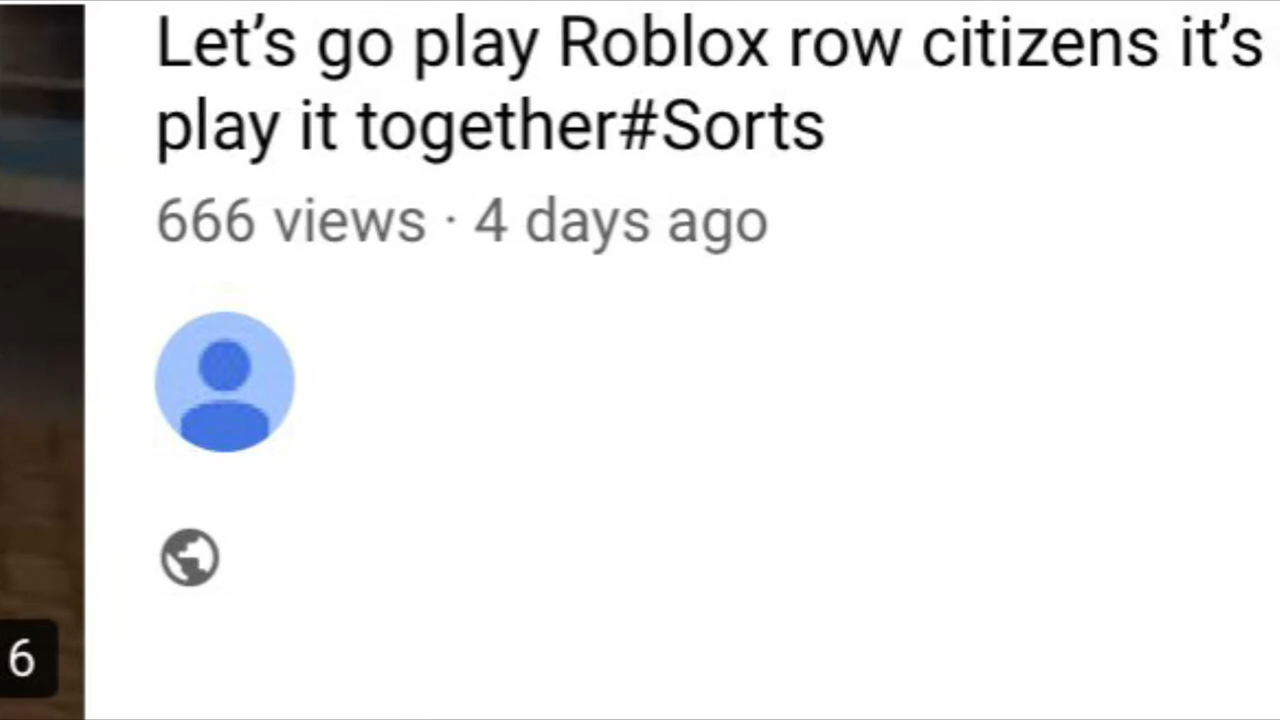 Let’s go play Roblox row citizens it’s
play it together#Sorts
666 views · 4 days ago
6